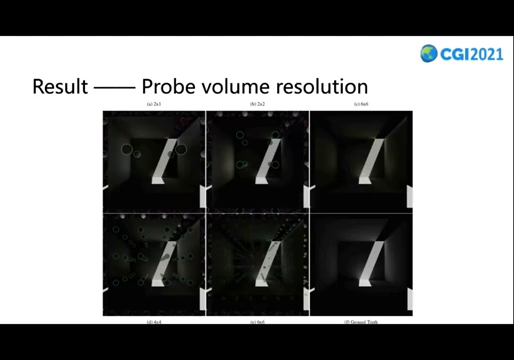 CGI2021
Result —— Probe volume resolution
(a) 2x1
(b) 2x2
(c) 6x6
(d) 4x4
(e) 6x6
(f) Ground Truth